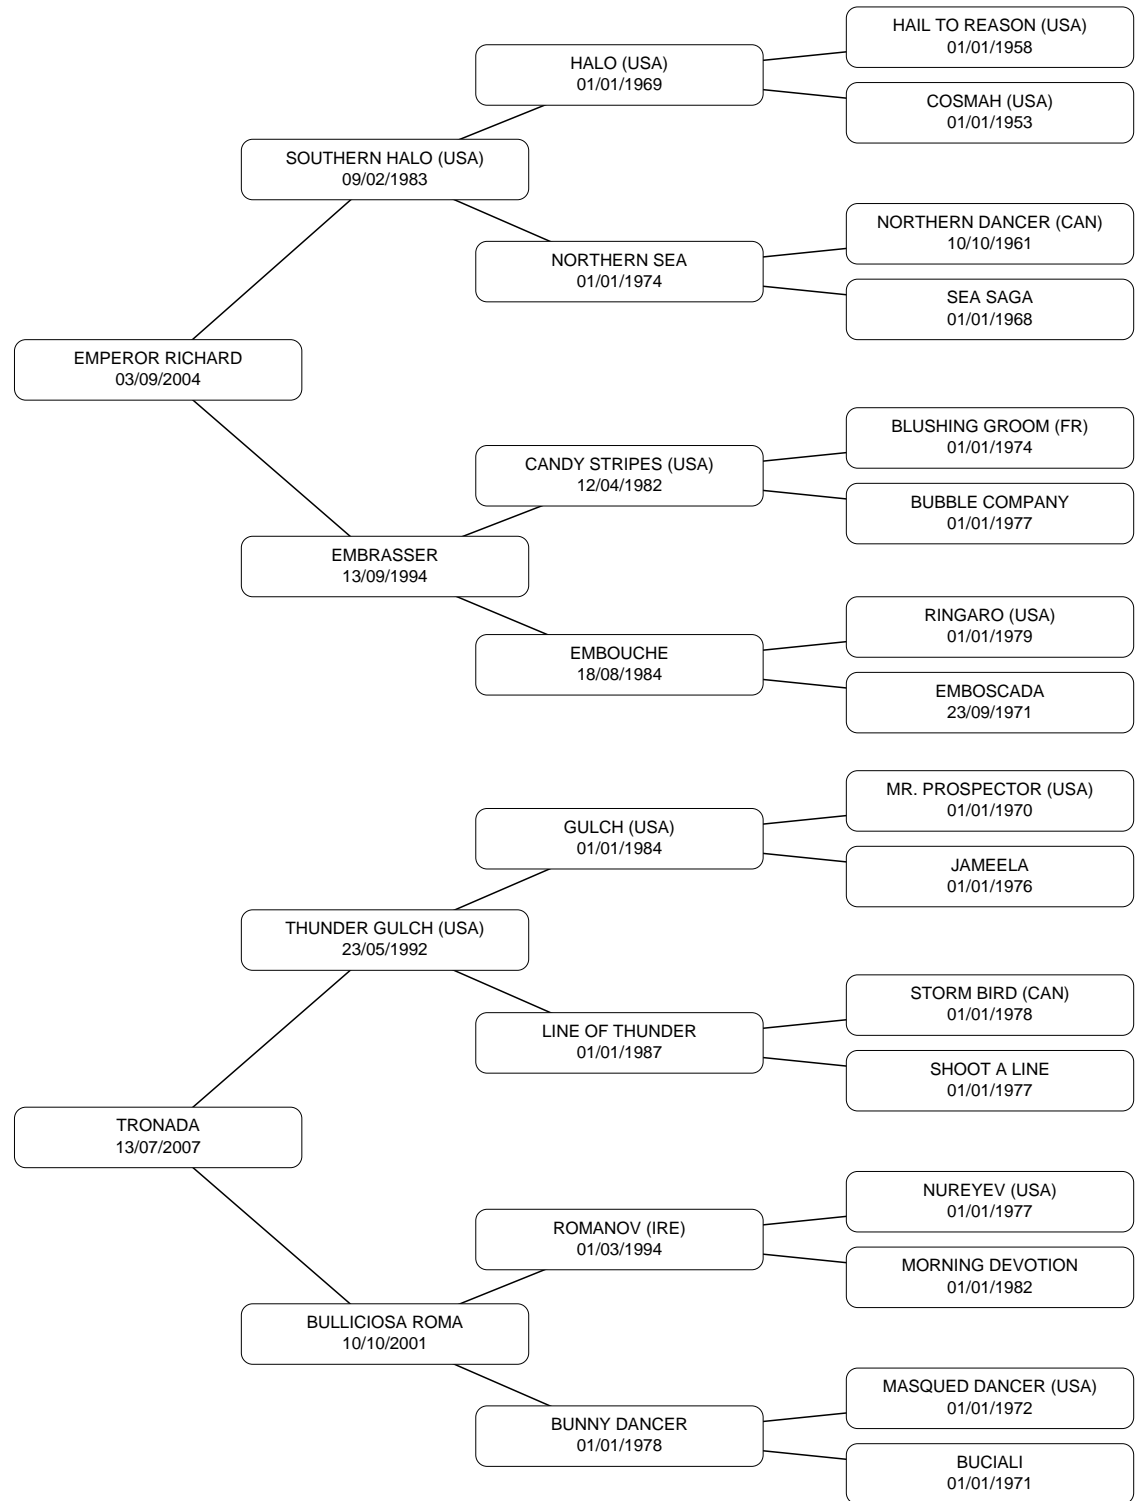 HAIL TO REASON (USA)
01/01/1958
HALO (USA)
01/01/1969
COSMAH (USA)
01/01/1953
SOUTHERN HALO (USA)
09/02/1983
NORTHERN DANCER (CAN)
10/10/1961
NORTHERN SEA
01/01/1974
SEA SAGA
01/01/1968
EMPEROR RICHARD
03/09/2004
BLUSHING GROOM (FR)
01/01/1974
CANDY STRIPES (USA)
12/04/1982
BUBBLE COMPANY
01/01/1977
EMBRASSER
13/09/1994
RINGARO (USA)
01/01/1979
EMBOUCHE
18/08/1984
EMBOSCADA
23/09/1971
MR. PROSPECTOR (USA)
01/01/1970
GULCH (USA)
01/01/1984
JAMEELA
01/01/1976
THUNDER GULCH (USA)
23/05/1992
STORM BIRD (CAN)
01/01/1978
LINE OF THUNDER
01/01/1987
SHOOT A LINE
01/01/1977
TRONADA
13/07/2007
NUREYEV (USA)
01/01/1977
ROMANOV (IRE)
01/03/1994
MORNING DEVOTION
01/01/1982
BULLICIOSA ROMA
10/10/2001
MASQUED DANCER (USA)
01/01/1972
BUNNY DANCER
01/01/1978
BUCIALI
01/01/1971